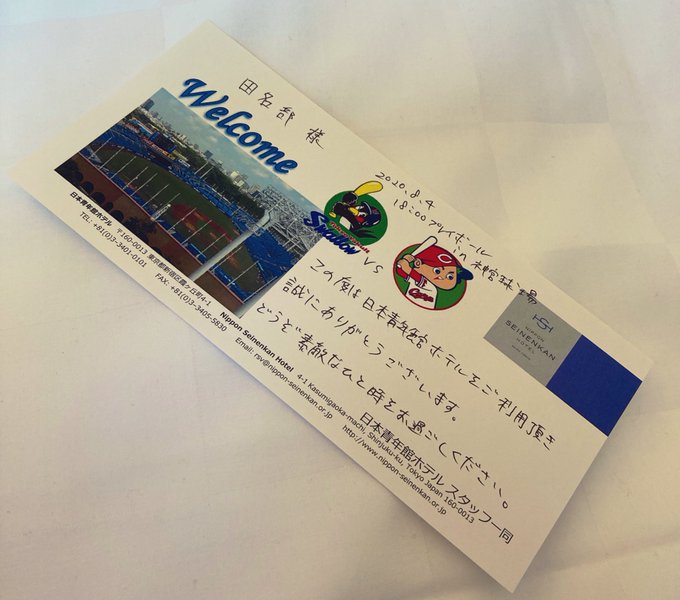 田名部 様
Welcome
2020.8.4
18:00プレイボール
in 神宮球場
Swallows
VS
Carp
この度は日本青年館ホテルをご利用頂き
誠にありがとうございます。
どうぞ素敵なひと時をお過ごしください。
日本青年館ホテル スタッフ一同
NIPPON
SEINENKAN
HOTEL
日本青年館ホテル 〒160-0013 東京都新宿区霞ヶ丘町4-1
TEL: +81(0)3-3401-0101 FAX: +81(0)3-3405-5830
Nippon Seinenkan Hotel 4-1 Kasumigaoka-machi, Shinjuku-ku, Tokyo Japan 160-0013
Email: rsv@nippon-seinenkan.or.jp http://www.nippon-seinenkan.or.jp